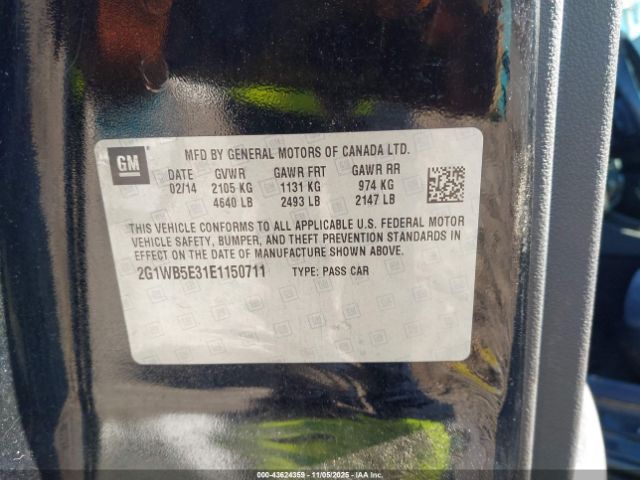 GM
MFD BY GENERAL MOTORS OF CANADA LTD.
DATE GVWR GAWR FRT GAWR RR
02/14 2105 KG 1131 KG 974 KG
4640 LB 2493 LB 2147 LB
THIS VEHICLE CONFORMS TO ALL APPLICABLE U.S. FEDERAL MOTOR
VEHICLE SAFETY, BUMPER, AND THEFT PREVENTION STANDARDS IN
EFFECT ON THE DATE OF MANUFACTURE SHOWN ABOVE.
2G1WB5E31E1150711 TYPE: PASS CAR
000-43624359 - 11/05/2025 - IAAI.COM